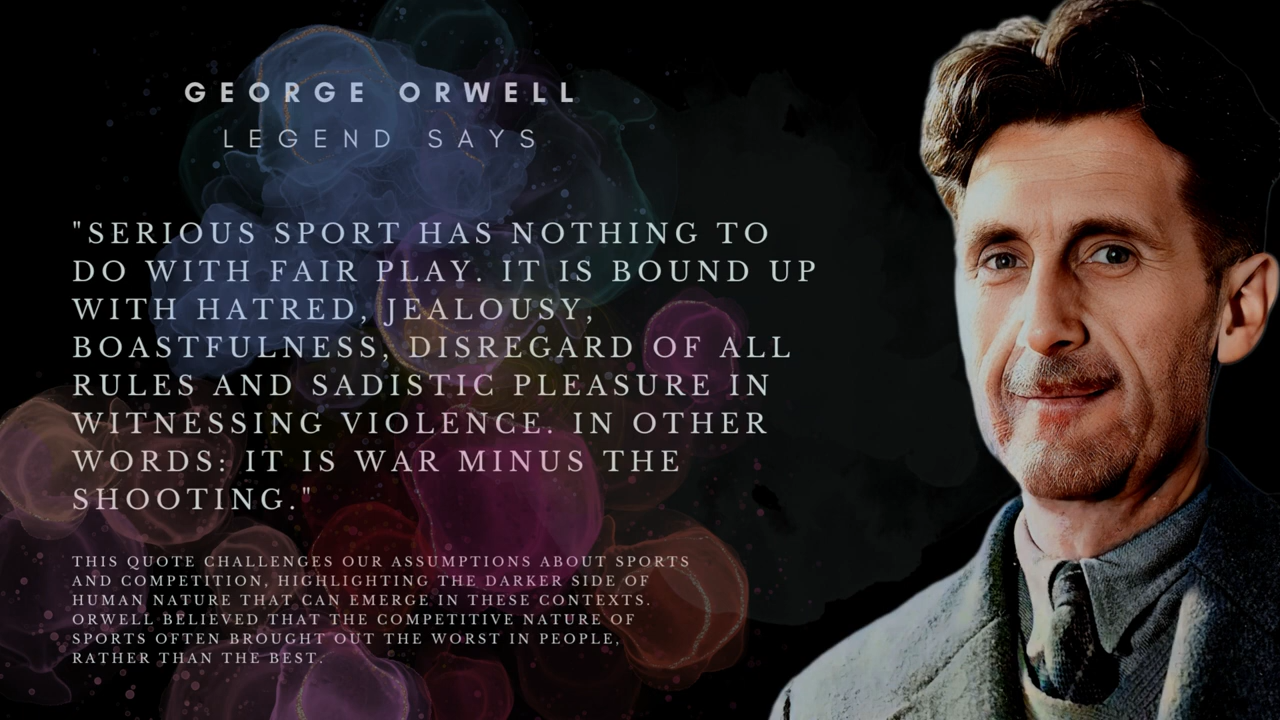 GEORGE ORWELL
LEGEND SAYS
"SERIOUS SPORT HAS NOTHING TO
DO WITH FAIR PLAY. IT IS BOUND UP
WITH HATRED, JEALOUSY,
BOASTFULNESS, DISREGARD OF ALL
RULES AND SADISTIC PLEASURE IN
WITNESSING VIOLENCE. IN OTHER
WORDS: IT IS WAR MINUS THE
SHOOTING."
THIS QUOTE CHALLENGES OUR ASSUMPTIONS ABOUT SPORTS
AND COMPETITION, HIGHLIGHTING THE DARKER SIDE OF
HUMAN NATURE THAT CAN EMERGE IN THESE CONTEXTS.
ORWELL BELIEVED THAT THE COMPETITIVE NATURE OF
SPORTS OFTEN BROUGHT OUT THE WORST IN PEOPLE,
RATHER THAN THE BEST.